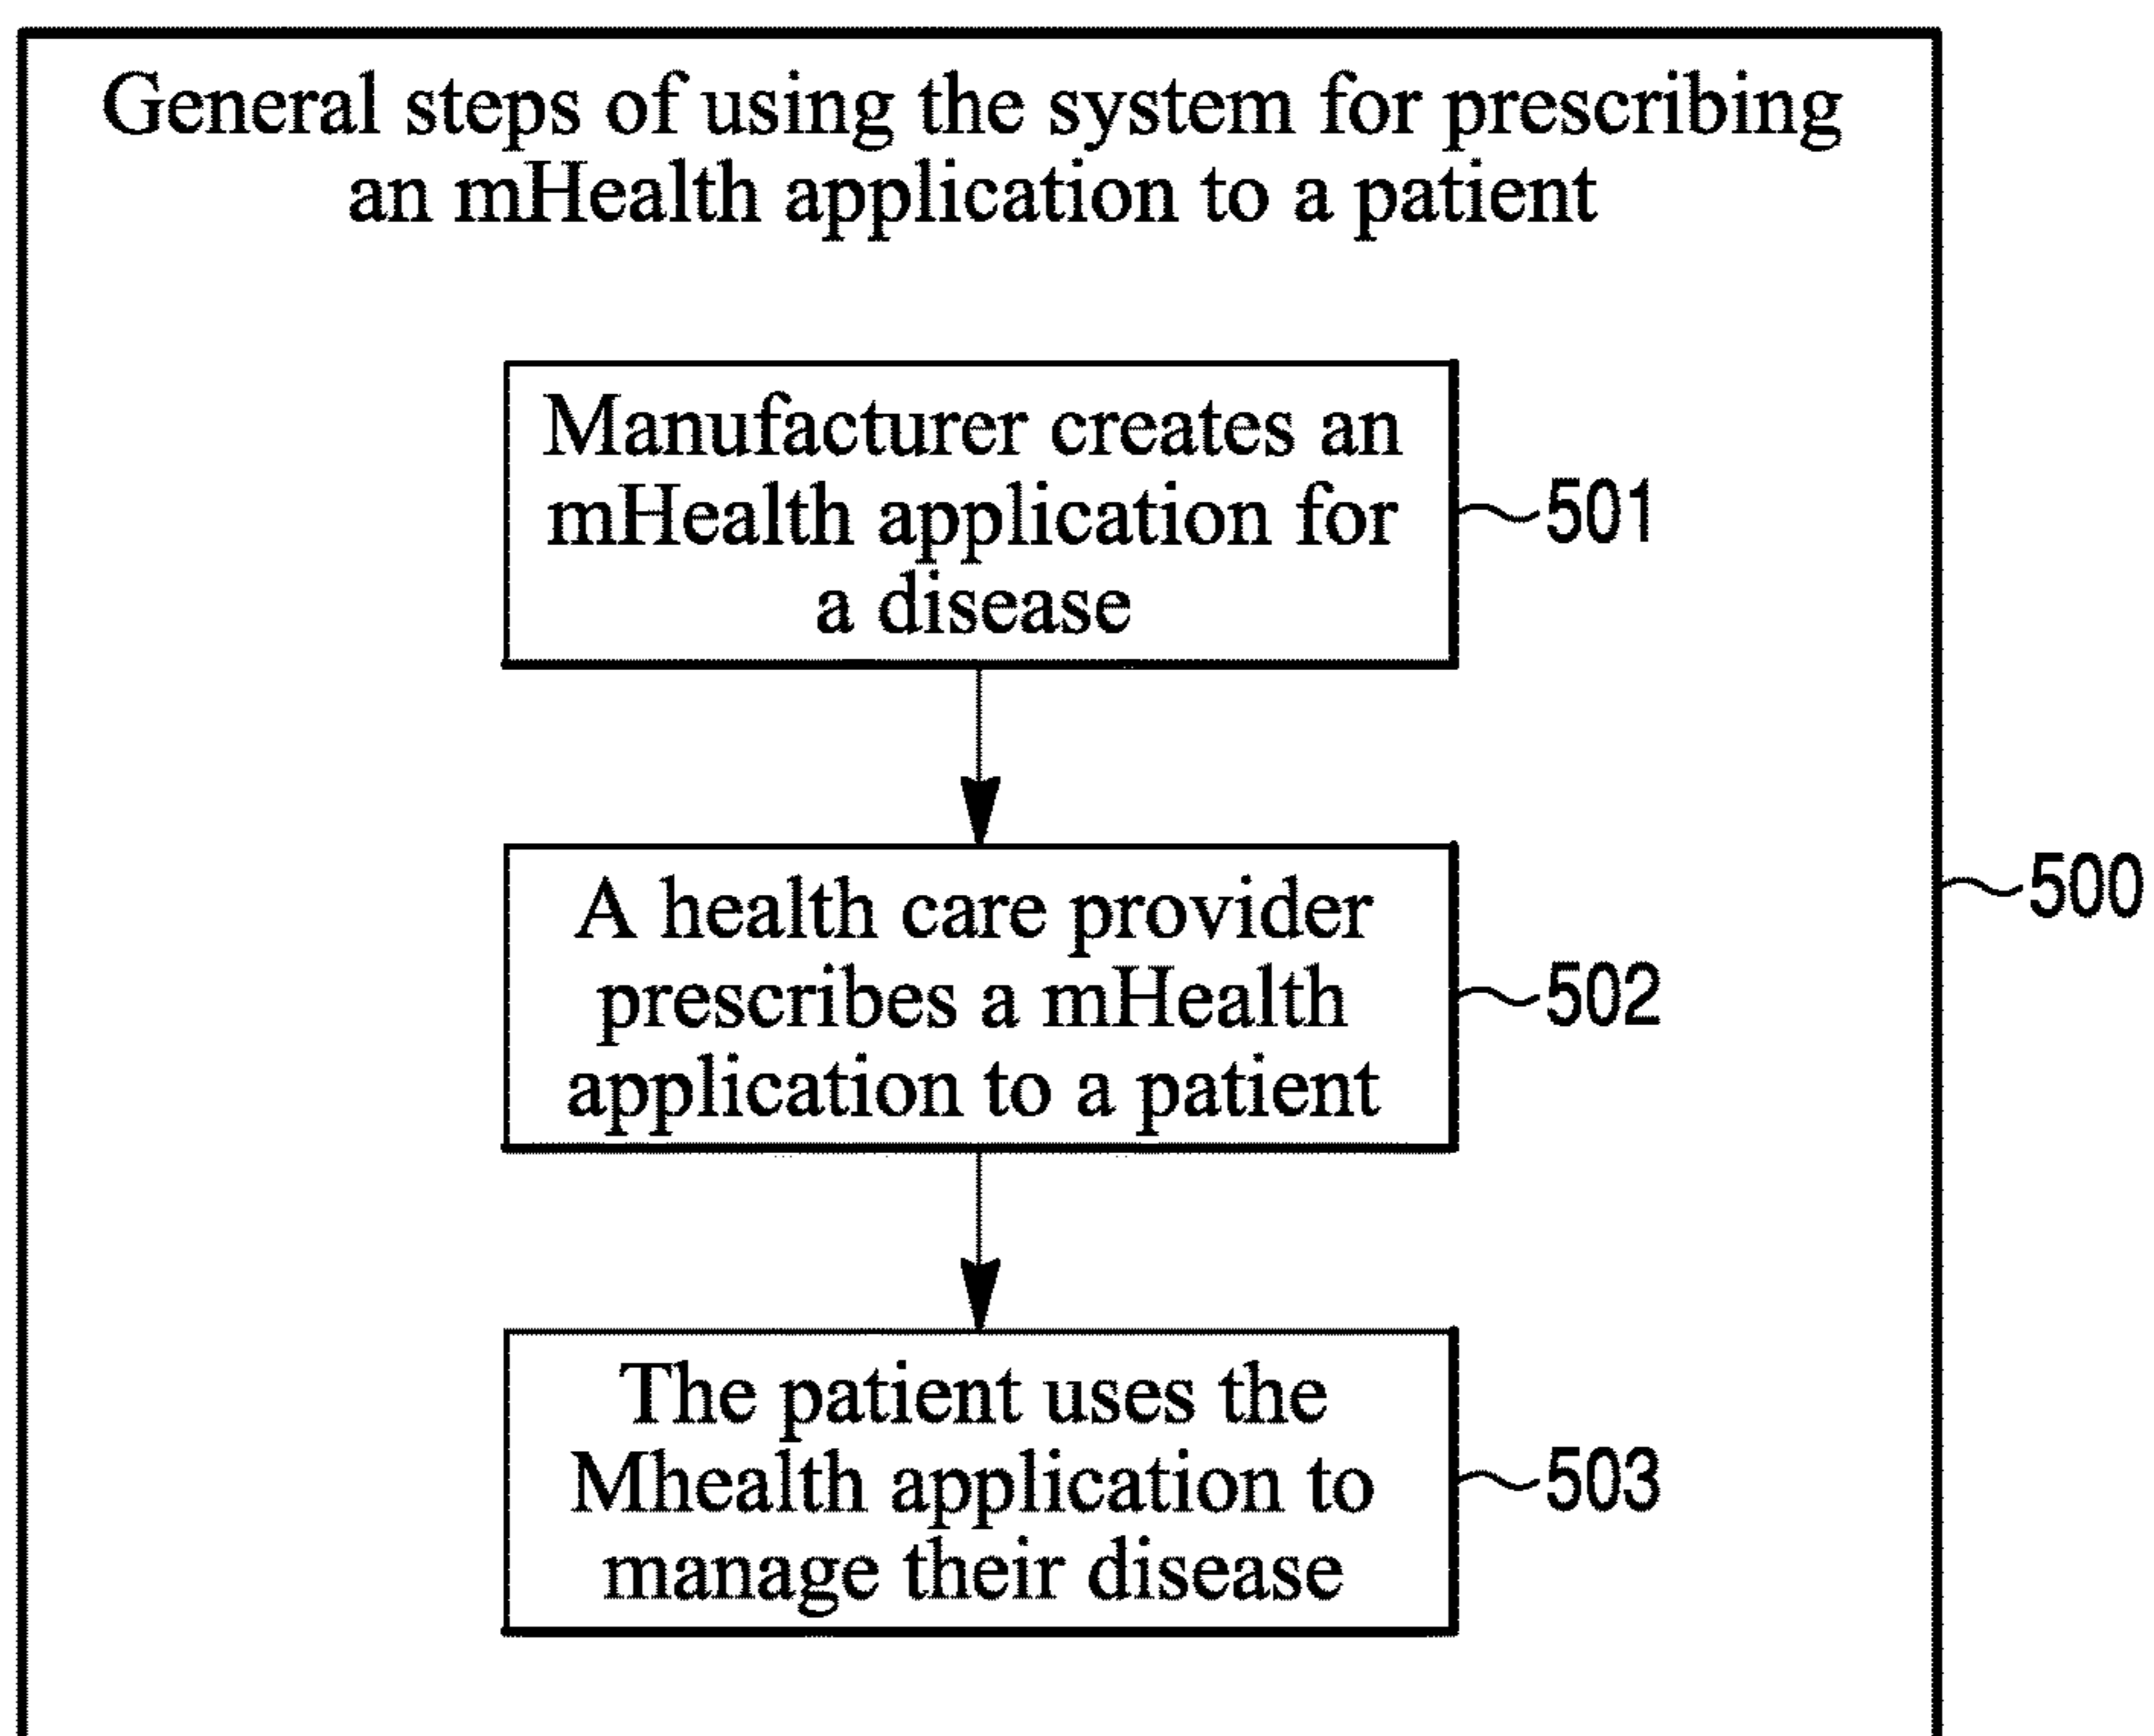 General steps of using the system for prescribing
an mHealth application to a patient
Manufacturer creates an
mHealth application for
a disease
501
A health care provider
prescribes a mHealth
application to a patient
502
500
The patient uses the
Mhealth application to
manage their disease
503